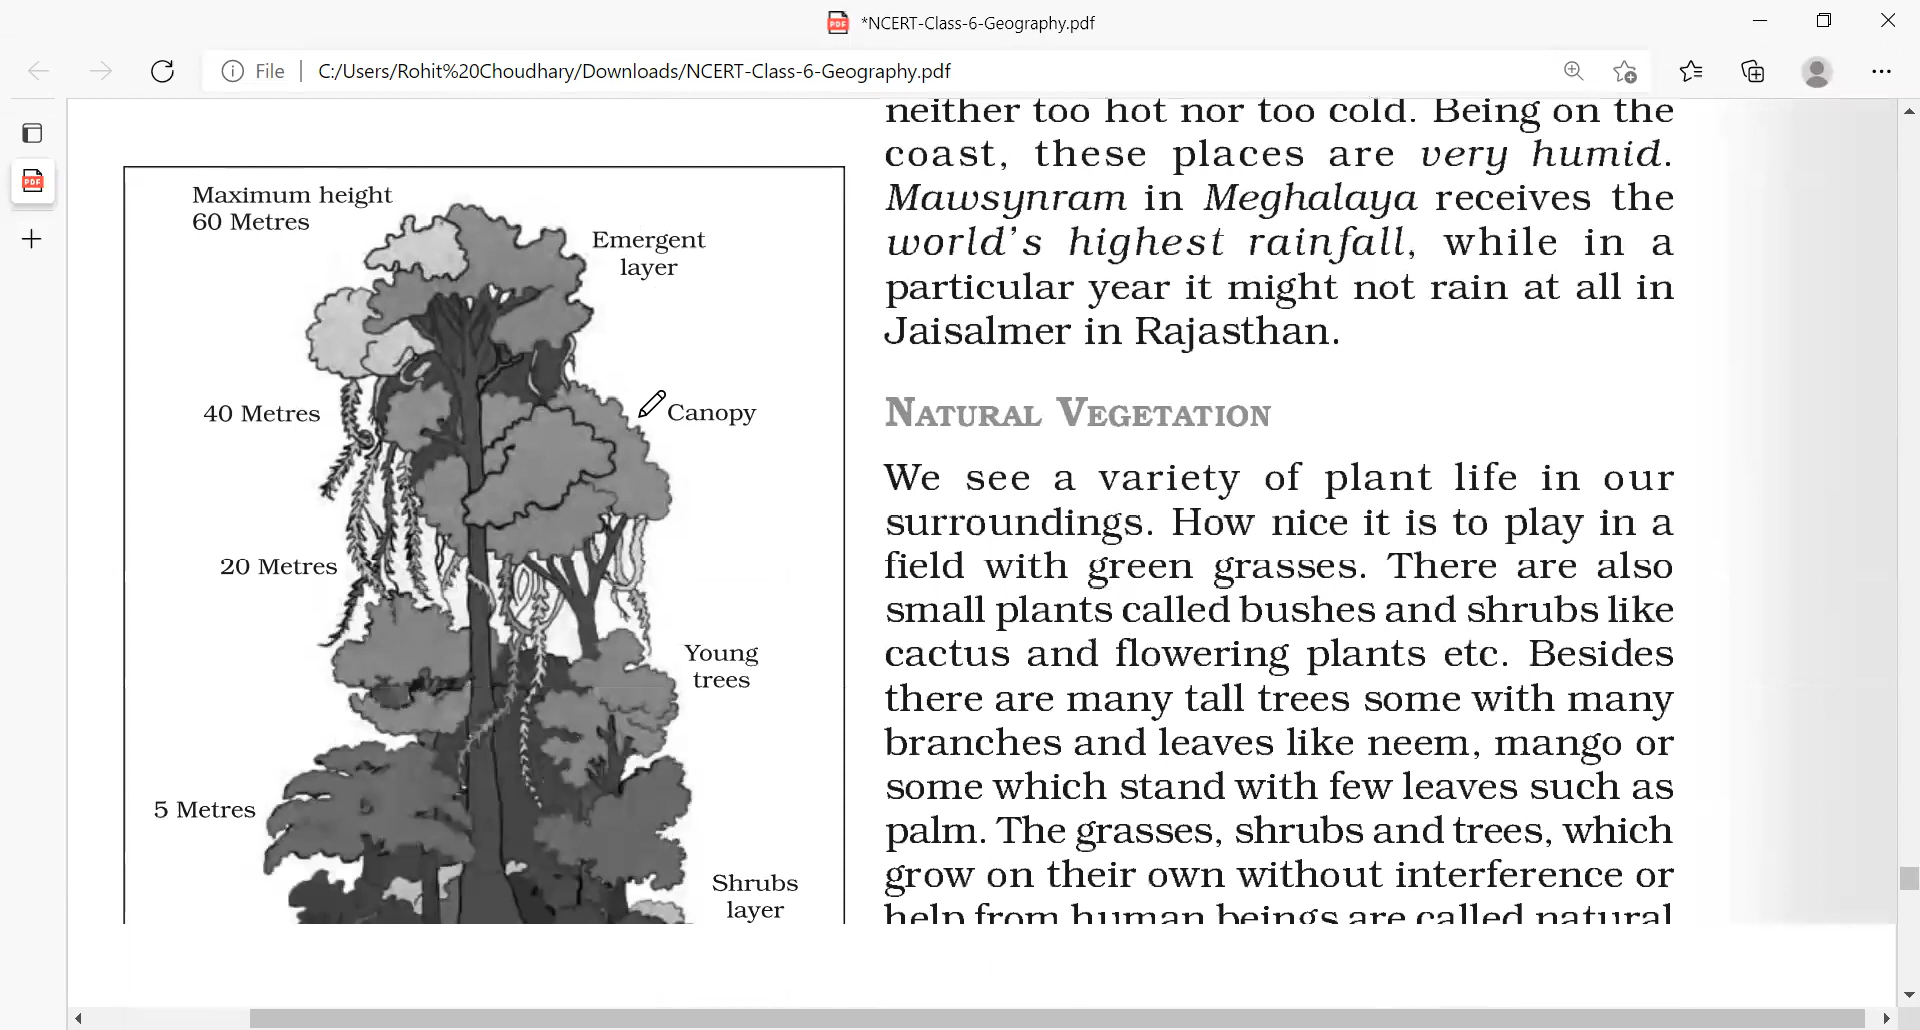 *NCERT-Class-6-Geography.pdf
File
C:/Users/Rohit%20Choudhary/Downloads/NCERT-Class-6-Geography.pdf
PDF
PDF
Maximum height
60 Metres
Emergent
layer
40 Metres
Canopy
20 Metres
Young
trees
5 Metres
Shrubs
layer
neither too hot nor too cold. Being on the
coast, these places are very humid.
Mawsynram in Meghalaya receives the
world's highest rainfall, while in a
particular year it might not rain at all in
Jaisalmer in Rajasthan.
NATURAL VEGETATION
We see a variety of plant life in our
surroundings. How nice it is to play in a
field with green grasses. There are also
small plants called bushes and shrubs like
cactus and flowering plants etc. Besides
there are many tall trees some with many
branches and leaves like neem, mango or
some which stand with few leaves such as
palm. The grasses, shrubs and trees, which
grow on their own without interference or
help from human beings are called natural